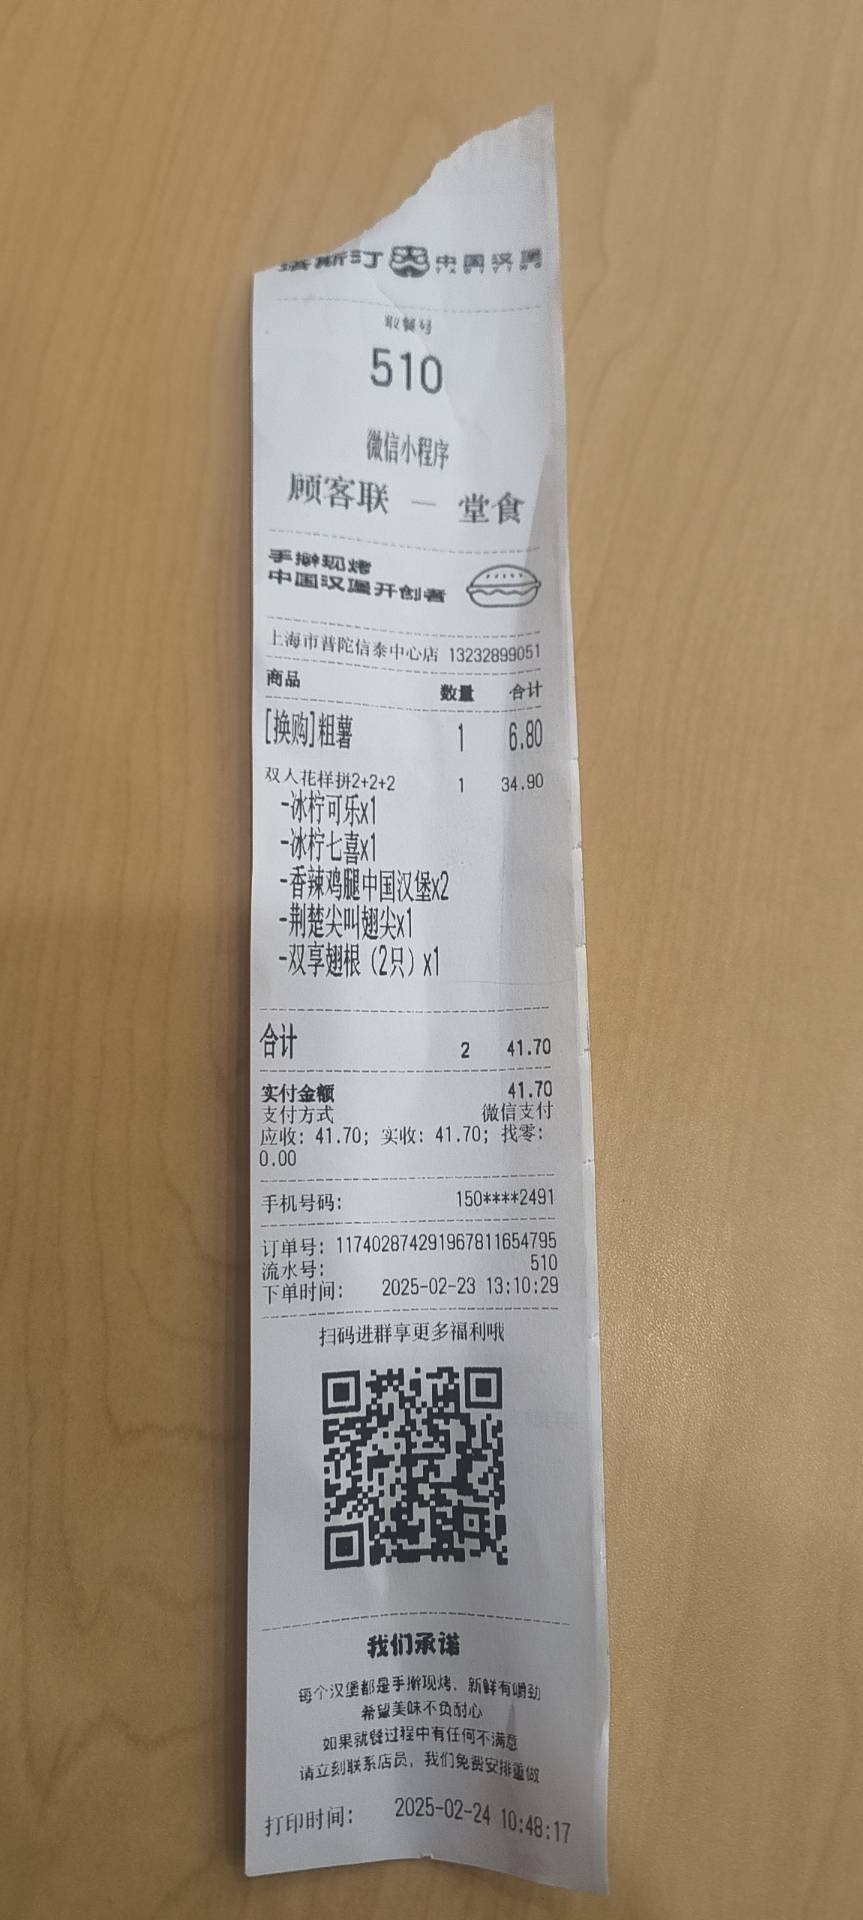 斯汀 中国汉堡
TASITING
取餐号
510
微信小程序
顾客联 — 堂食
手擀现烤
中国汉堡开创者
上海市普陀信泰中心店 13232899051
商品 数量 合计
[换购]粗薯 1 6.80
双人花样拼2+2+2 1 34.90
-冰柠可乐x1
-冰柠七喜x1
-香辣鸡腿中国汉堡x2
-荆楚尖叫翅尖x1
-双享翅根（2只）x1
合计 2 41.70
实付金额 41.70
支付方式 微信支付
应收: 41.70; 实收: 41.70; 找零:
0.00
手机号码: 150****2491
订单号: 117402874291967811654795
流水号: 510
下单时间: 2025-02-23 13:10:29
扫码进群享更多福利哦
我们承诺
每个汉堡都是手擀现烤，新鲜有嚼劲
希望美味不负耐心
如果就餐过程中有任何不满意
请立刻联系店员，我们免费安排重做
打印时间: 2025-02-24 10:48:17